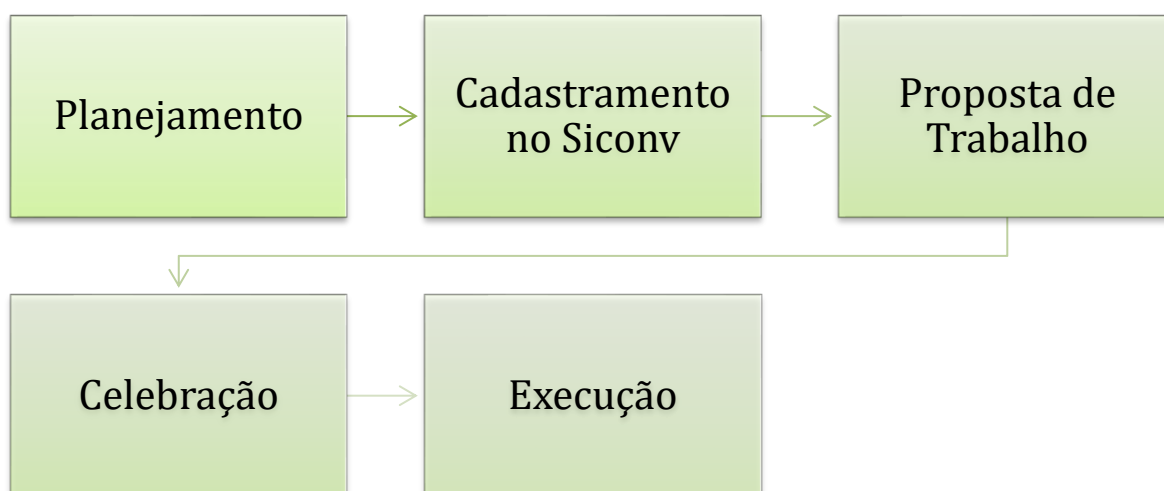 Planejamento
Cadastramento
no Siconv
Proposta de
Trabalho
Celebração
Execução